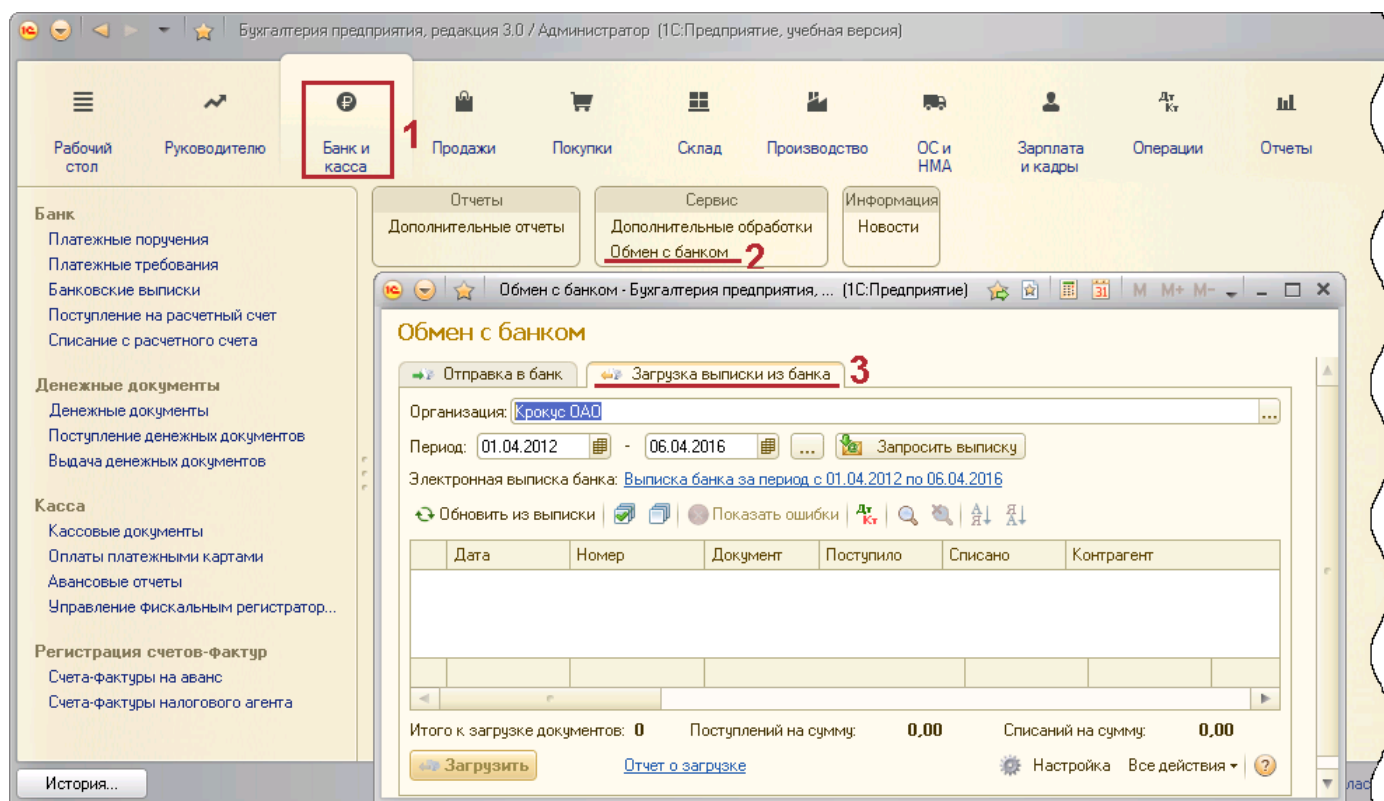 Бухгалтерия предприятия, редакция 3.0 / Администратор (1С:Предприятие, учебная версия)
Рабочий стол
Руководителю
Банк и касса
1
Продажи
Покупки
Склад
Производство
ОС и НМА
Зарплата и кадры
Дт Кт
Операции
Отчеты
Банк
Платежные поручения
Платежные требования
Банковские выписки
Поступление на расчетный счет
Списание с расчетного счета
Денежные документы
Денежные документы
Поступление денежных документов
Выдача денежных документов
Касса
Кассовые документы
Оплаты платежными картами
Авансовые отчеты
Управление фискальным регистратор...
Регистрация счетов-фактур
Счета-фактуры на аванс
Счета-фактуры налогового агента
История...
Отчеты
Дополнительные отчеты
Сервис
Дополнительные обработки
Обмен с банком 2
Информация
Новости
Обмен с банком - Бухгалтерия предприятия, ... (1С:Предприятие) 31 M M+ M-
Обмен с банком
Отправка в банк Загрузка выписки из банка 3
Организация: Крокус ОАО ...
Период: 01.04.2012 - 06.04.2016 ... Запросить выписку
Электронная выписка банка: Выписка банка за период с 01.04.2012 по 06.04.2016
Обновить из выписки Показать ошибки Дт Кт А Я Я А
Дата Номер Документ Поступило Списано Контрагент
Итого к загрузке документов: 0 Поступлений на сумму: 0,00 Списаний на сумму: 0,00
Загрузить Отчет о загрузке Настройка Все действия ?